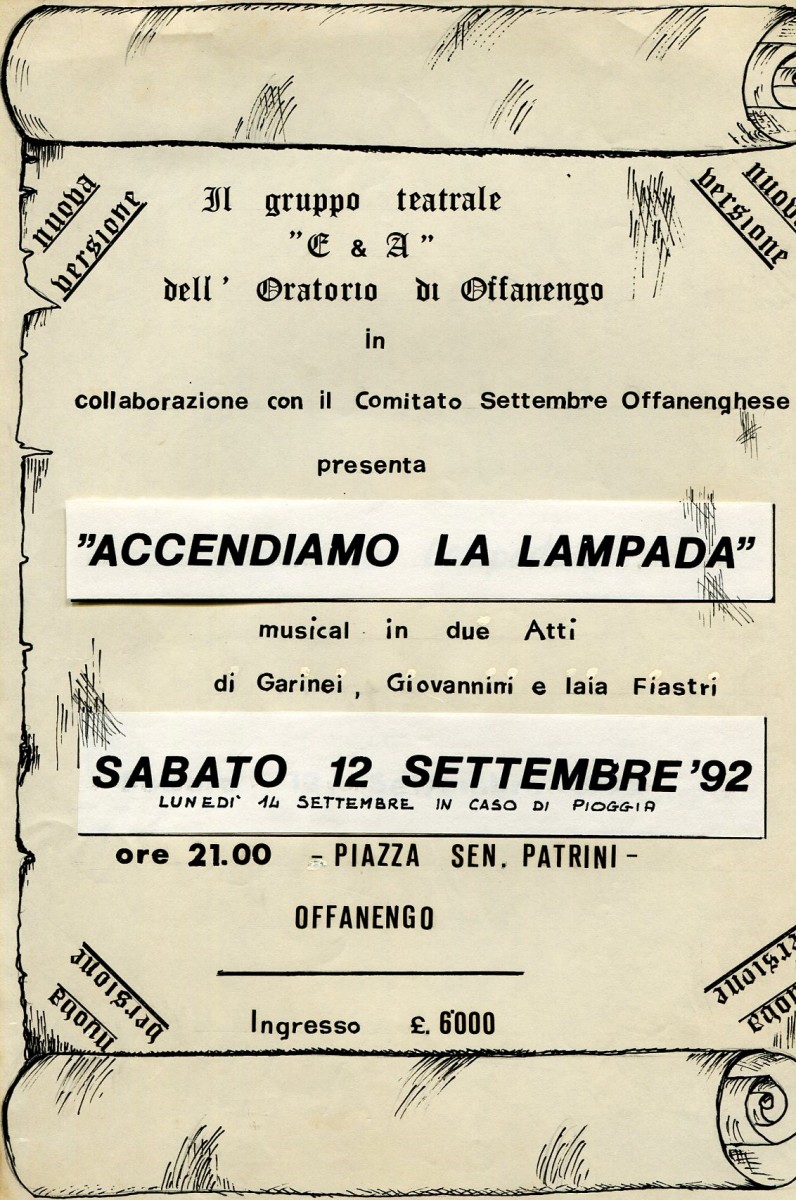 nuova
versione
nuova
versione
Il gruppo teatrale
"E & A"
dell' Oratorio di Offanengo
in
collaborazione con il Comitato Settembre Offanenghese
presenta
"ACCENDIAMO LA LAMPADA"
musical in due Atti
di Garinei, Giovannini e Iaia Fiastri
SABATO 12 SETTEMBRE '92
LUNEDI' 14 SETTEMBRE IN CASO DI PIOGGIA
ore 21.00 - PIAZZA SEN. PATRINI -
OFFANENGO
Ingresso £. 6'000
nuova
versione
nuova
versione